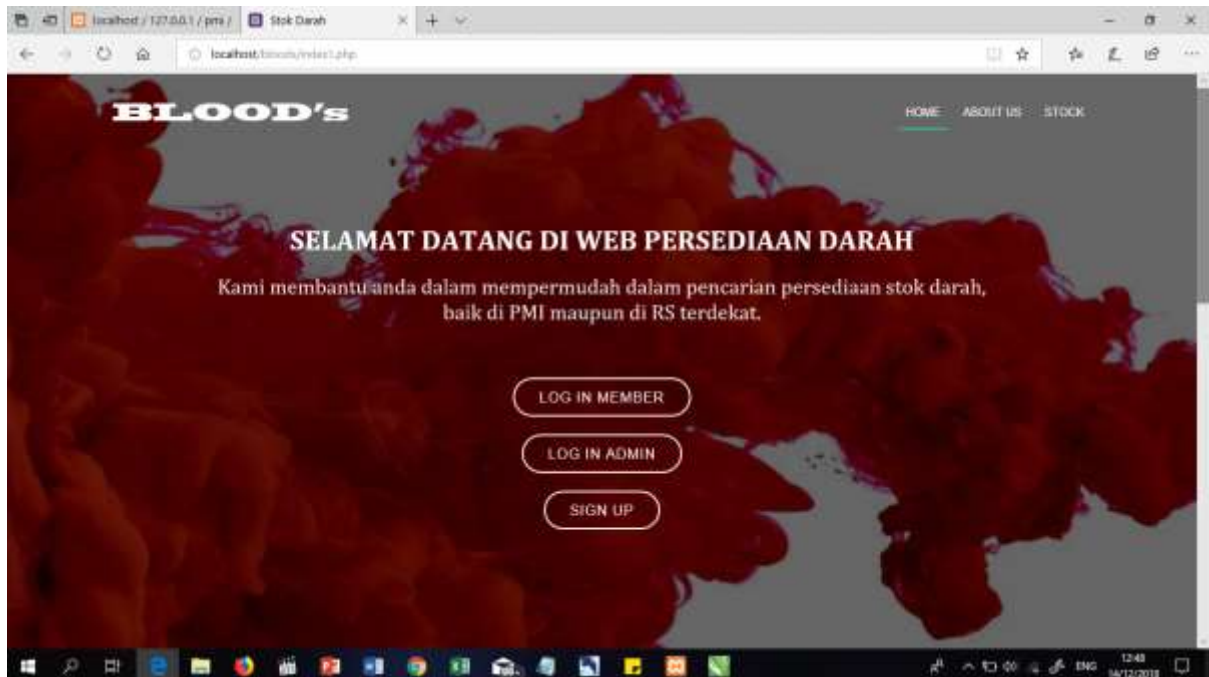 localhost / 127.0.0.1 / pmi /
Stok Darah
BLOOD's
HOME ABOUT US STOCK
SELAMAT DATANG DI WEB PERSEDIAAN DARAH
Kami membantu anda dalam mempermudah dalam pencarian persediaan stok darah,
baik di PMI maupun di RS terdekat.
LOG IN MEMBER
LOG IN ADMIN
SIGN UP
ENG
12:48